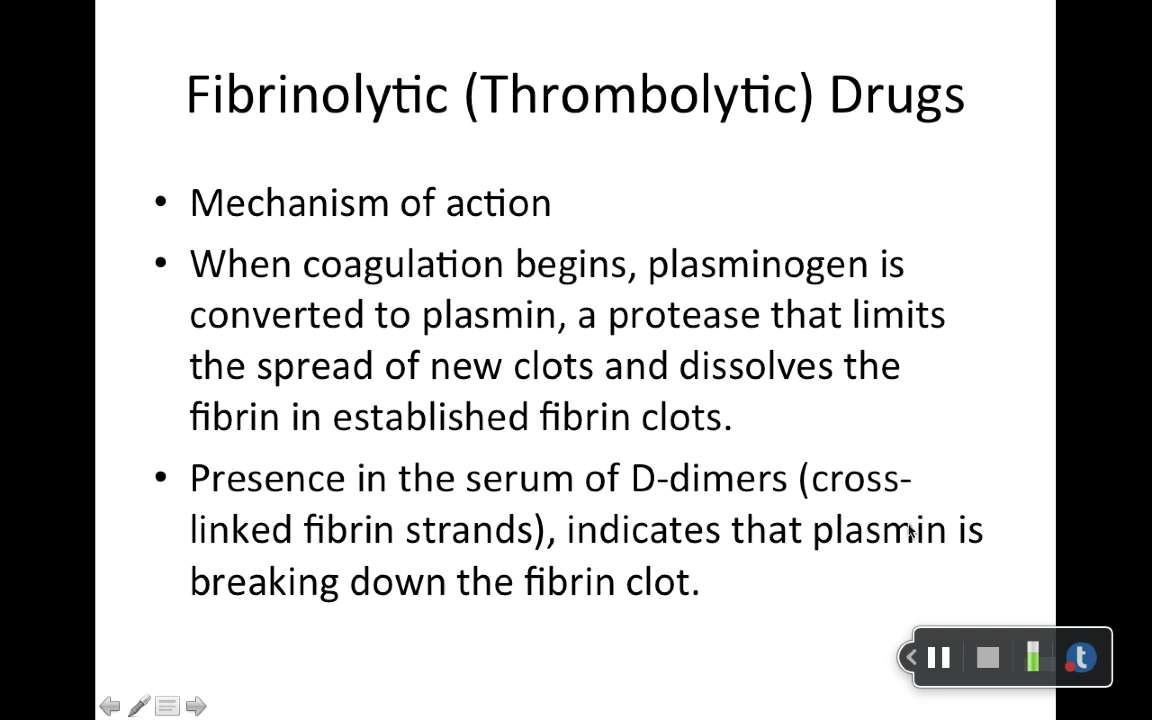 Fibrinolytic (Thrombolytic) Drugs
• Mechanism of action
• When coagulation begins, plasminogen is
converted to plasmin, a protease that limits
the spread of new clots and dissolves the
fibrin in established fibrin clots.
• Presence in the serum of D-dimers (cross-
linked fibrin strands), indicates that plasmin is
breaking down the fibrin clot.
t